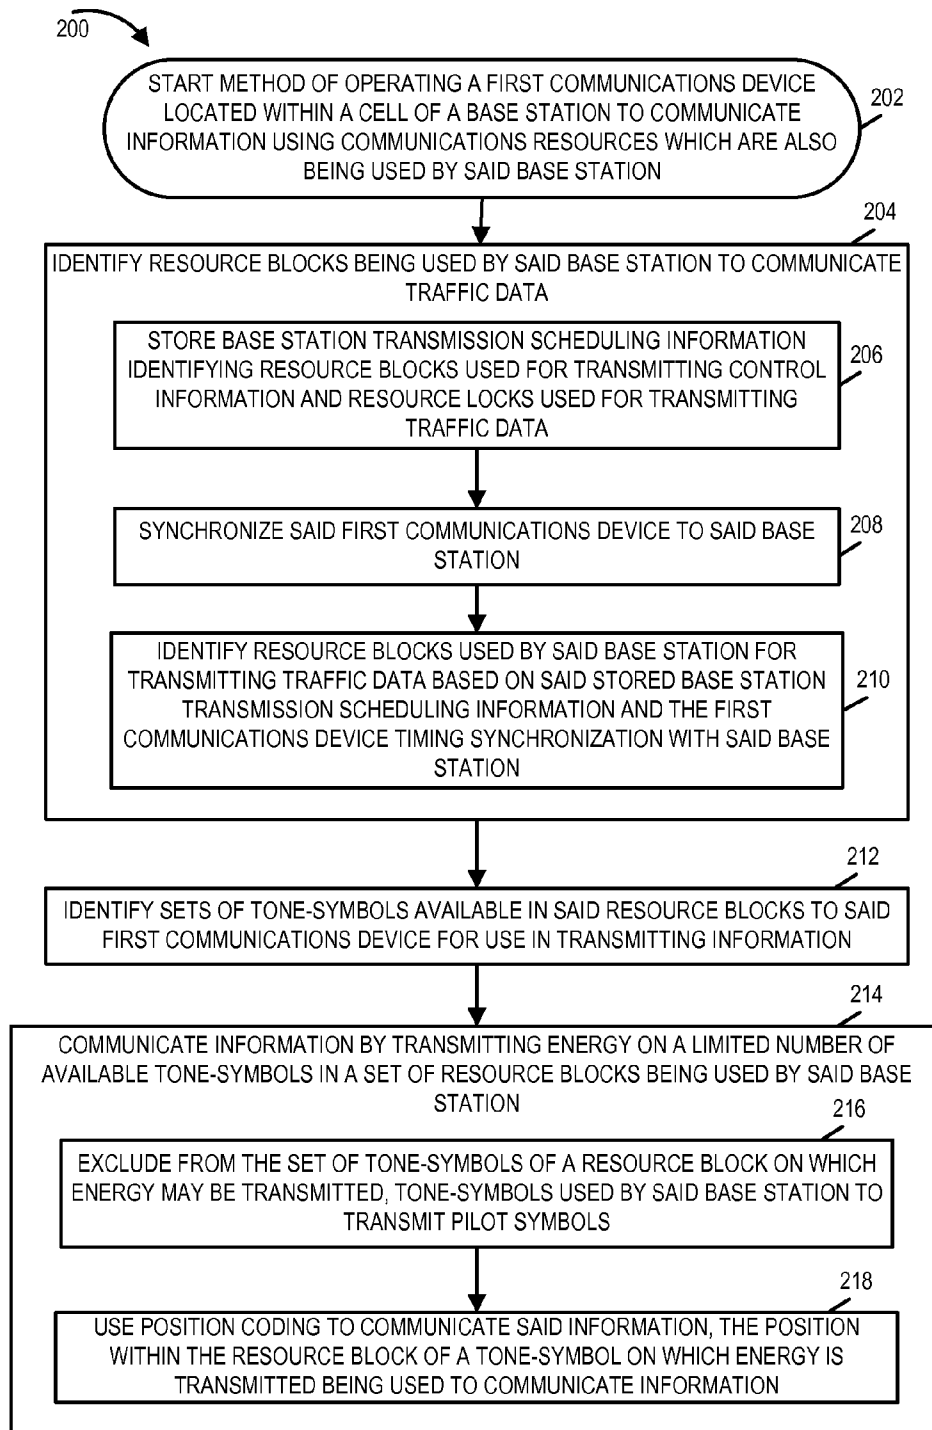 200
START METHOD OF OPERATING A FIRST COMMUNICATIONS DEVICE
LOCATED WITHIN A CELL OF A BASE STATION TO COMMUNICATE
INFORMATION USING COMMUNICATIONS RESOURCES WHICH ARE ALSO
BEING USED BY SAID BASE STATION
202
204
IDENTIFY RESOURCE BLOCKS BEING USED BY SAID BASE STATION TO COMMUNICATE
TRAFFIC DATA
STORE BASE STATION TRANSMISSION SCHEDULING INFORMATION
IDENTIFYING RESOURCE BLOCKS USED FOR TRANSMITTING CONTROL
INFORMATION AND RESOURCE LOCKS USED FOR TRANSMITTING
TRAFFIC DATA
206
SYNCHRONIZE SAID FIRST COMMUNICATIONS DEVICE TO SAID BASE
STATION
208
IDENTIFY RESOURCE BLOCKS USED BY SAID BASE STATION FOR
TRANSMITTING TRAFFIC DATA BASED ON SAID STORED BASE STATION
TRANSMISSION SCHEDULING INFORMATION AND THE FIRST
COMMUNICATIONS DEVICE TIMING SYNCHRONIZATION WITH SAID BASE
STATION
210
212
IDENTIFY SETS OF TONE-SYMBOLS AVAILABLE IN SAID RESOURCE BLOCKS TO SAID
FIRST COMMUNICATIONS DEVICE FOR USE IN TRANSMITTING INFORMATION
214
COMMUNICATE INFORMATION BY TRANSMITTING ENERGY ON A LIMITED NUMBER OF
AVAILABLE TONE-SYMBOLS IN A SET OF RESOURCE BLOCKS BEING USED BY SAID BASE
STATION
216
EXCLUDE FROM THE SET OF TONE-SYMBOLS OF A RESOURCE BLOCK ON WHICH
ENERGY MAY BE TRANSMITTED, TONE-SYMBOLS USED BY SAID BASE STATION TO
TRANSMIT PILOT SYMBOLS
218
USE POSITION CODING TO COMMUNICATE SAID INFORMATION, THE POSITION
WITHIN THE RESOURCE BLOCK OF A TONE-SYMBOL ON WHICH ENERGY IS
TRANSMITTED BEING USED TO COMMUNICATE INFORMATION